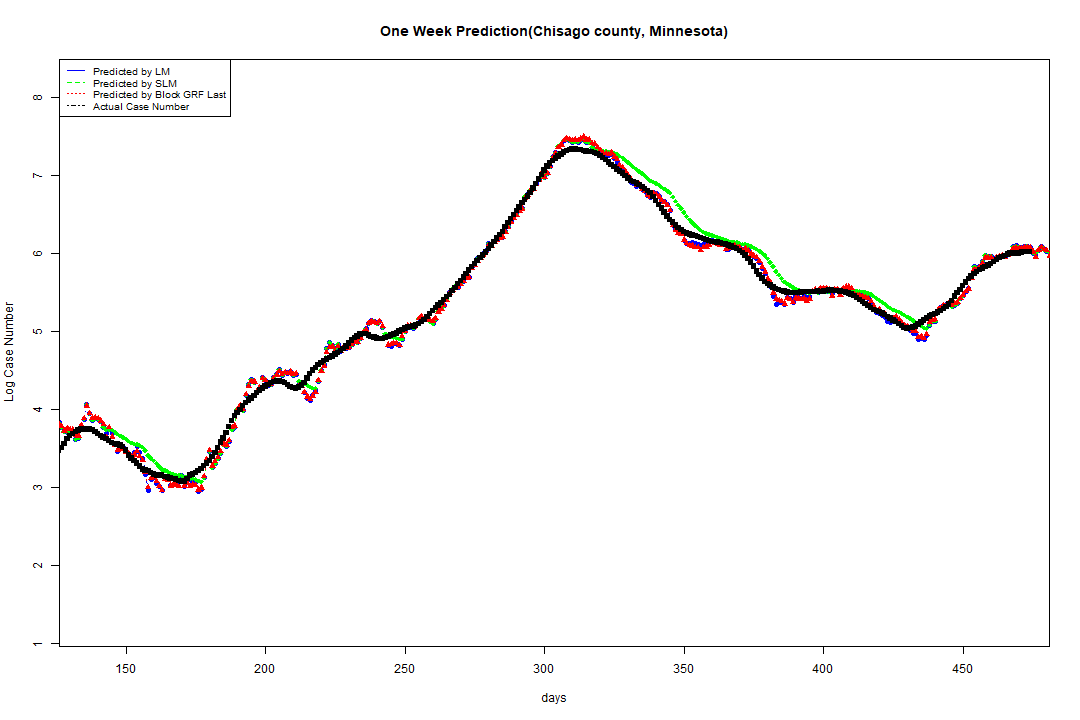 One Week Prediction(Chisago county, Minnesota)
Predicted by LM
Predicted by SLM
Predicted by Block GRF Last
Actual Case Number
8
7
6
5
4
3
2
1
Log Case Number
150 200 250 300 350 400 450
days